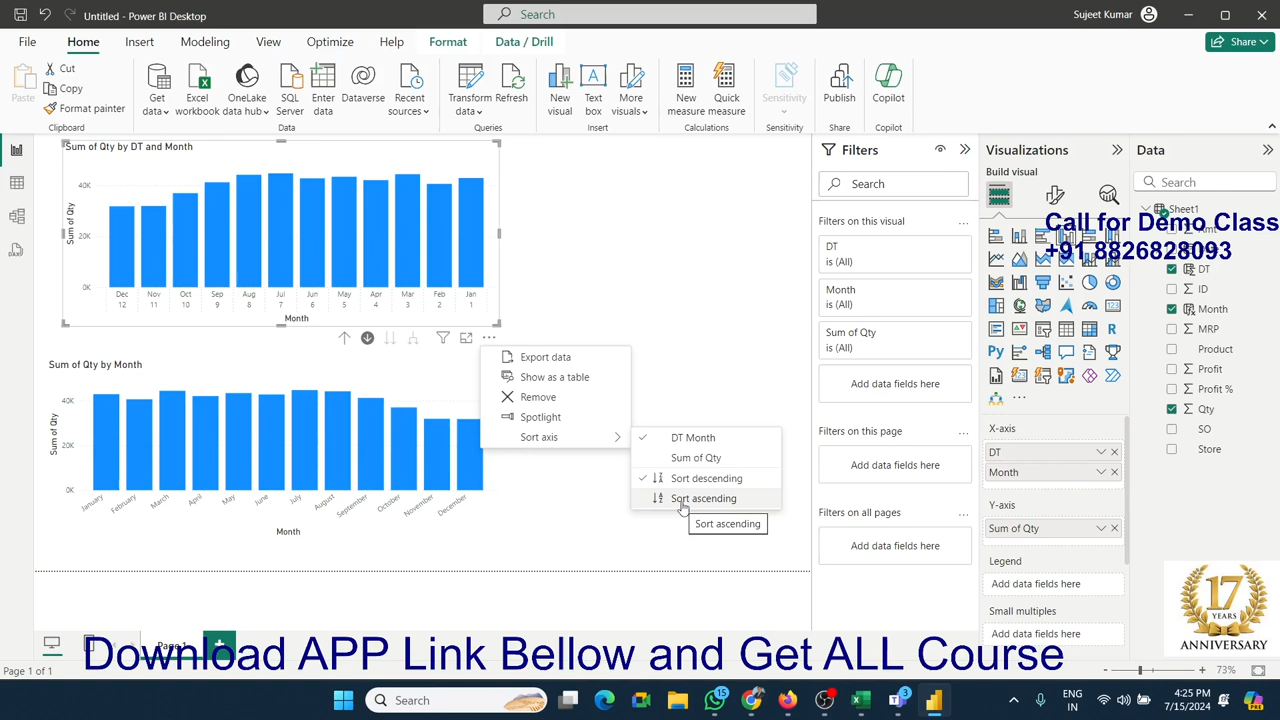 Untitled - Power BI Desktop
Search
Sujeet Kumar
File
Home
Insert
Modeling
View
Optimize
Help
Format
Data / Drill
Share
Paste
Cut
Copy
Format painter
Clipboard
Get data
Excel workbook
OneLake data hub
SQL Server
Enter data
Dataverse
Recent sources
Data
Transform data
Refresh
Queries
New visual
Text box
More visuals
Insert
New measure
Quick measure
Calculations
Sensitivity
Sensitivity
Publish
Share
Copilot
Copilot
Sum of Qty by DT and Month
Sum of Qty
40K
20K
0K
Dec Nov Oct Sep Aug Jul Jun May Apr Mar Feb Jan
12 11 10 9 8 7 6 5 4 3 2 1
Month
Sum of Qty by Month
Sum of Qty
40K
20K
0K
January February March April May June July August September October November December
Month
Export data
Show as a table
Remove
Spotlight
Sort axis
DT Month
Sum of Qty
Sort descending
Sort ascending
Sort ascending
Filters
Search
Filters on this visual
DT
is (All)
Month
is (All)
Sum of Qty
is (All)
Add data fields here
Filters on this page
Add data fields here
Filters on all pages
Add data fields here
Visualizations
Build visual
X-axis
DT
Month
Y-axis
Sum of Qty
Legend
Add data fields here
Small multiples
Add data fields here
Data
Search
Sheet1
Call for Demo Class
+91 8826828093
DT
ID
Month
MRP
Product
Profit
Profit %
Qty
SO
Store
17
YEARS
ANNIVERSARY
Page 1
Download APP Link Bellow and Get ALL Course
Page 1 of 1
73%
Search
15
3
ENG
IN
4:25 PM
7/15/2024